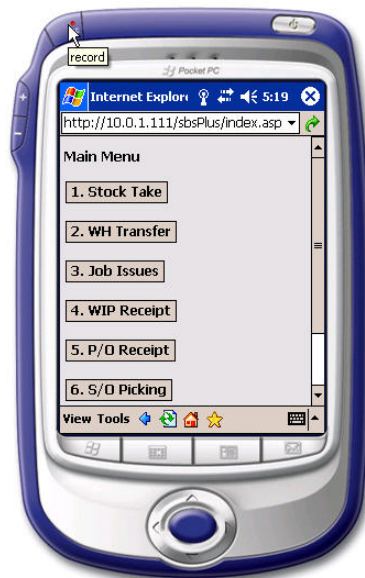 record
Pocket PC
Internet Explor 5:19
http://10.0.1.111/sbsPlus/index.asp
Main Menu
1. Stock Take
2. WH Transfer
3. Job Issues
4. WIP Receipt
5. P/O Receipt
6. S/O Picking
View Tools